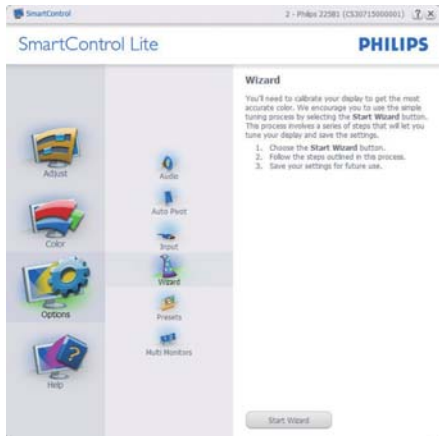 SmartControl
2 - Philips 225B1 (CS30715000001)
SmartControl Lite
PHILIPS
Adjust
Color
Options
Help
Audio
Auto Pivot
Input
Wizard
Presets
Multi Monitors
Wizard
You'll need to calibrate your display to get the most
accurate color. We encourage you to use the simple
tuning process by selecting the Start Wizard button.
This process involves a series of steps that will let you
tune your display and save the settings.
1. Choose the Start Wizard button.
2. Follow the steps outlined in this process.
3. Save your settings for future use.
Start Wizard